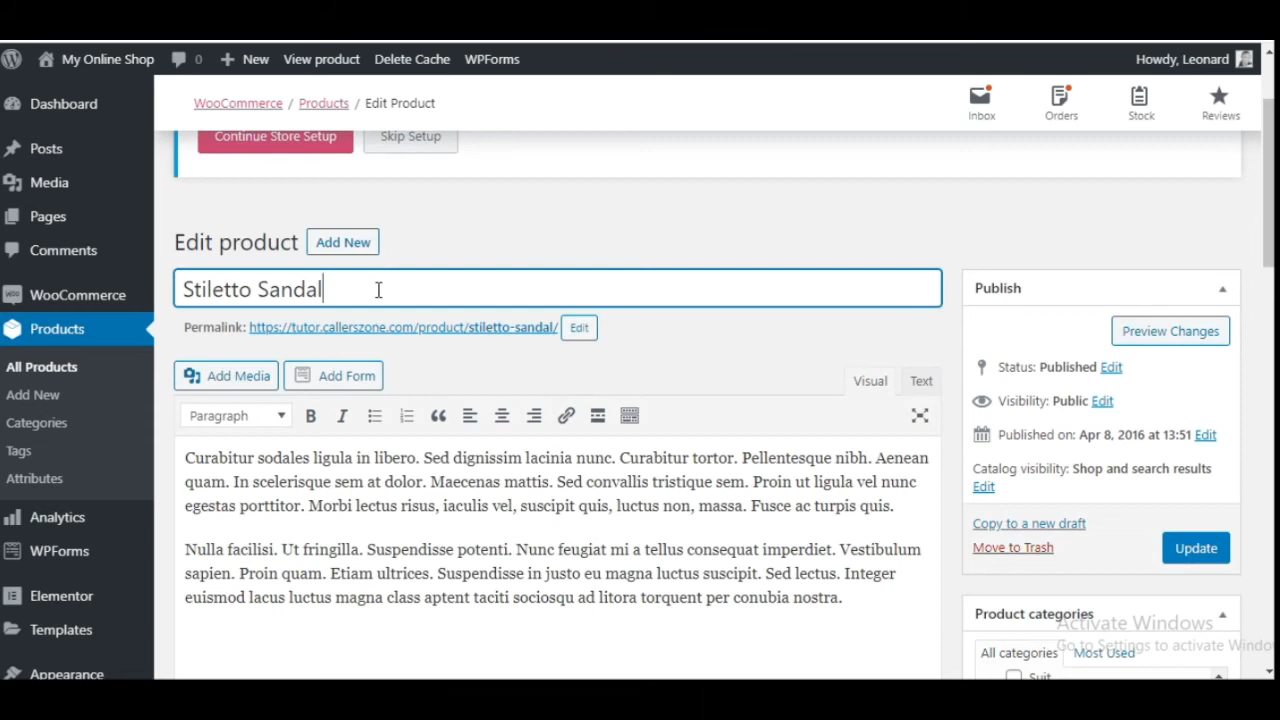 My Online Shop 0 New View product Delete Cache WPForms Howdy, Leonard
WooCommerce / Products / Edit Product
Inbox Orders Stock Reviews
Continue Store Setup Skip Setup
Dashboard
Posts
Media
Pages
Comments
WooCommerce
Products
All Products
Add New
Categories
Tags
Attributes
Analytics
WPForms
Elementor
Templates
Appearance
Edit product Add New
Stiletto Sandal
Permalink: https://tutor.callerszone.com/product/stiletto-sandal/ Edit
Add Media Add Form Visual Text
Paragraph B I
Curabitur sodales ligula in libero. Sed dignissim lacinia nunc. Curabitur tortor. Pellentesque nibh. Aenean
quam. In scelerisque sem at dolor. Maecenas mattis. Sed convallis tristique sem. Proin ut ligula vel nunc
egestas porttitor. Morbi lectus risus, iaculis vel, suscipit quis, luctus non, massa. Fusce ac turpis quis.
Nulla facilisi. Ut fringilla. Suspendisse potenti. Nunc feugiat mi a tellus consequat imperdiet. Vestibulum
sapien. Proin quam. Etiam ultrices. Suspendisse in justo eu magna luctus suscipit. Sed lectus. Integer
euismod lacus luctus magna class aptent taciti sociosqu ad litora torquent per conubia nostra.
Publish
Preview Changes
Status: Published Edit
Visibility: Public Edit
Published on: Apr 8, 2016 at 13:51 Edit
Catalog visibility: Shop and search results
Edit
Copy to a new draft
Move to Trash
Update
Product categories
All categories Most Used
Suit
Activate Windows
Go to Settings to activate Windo